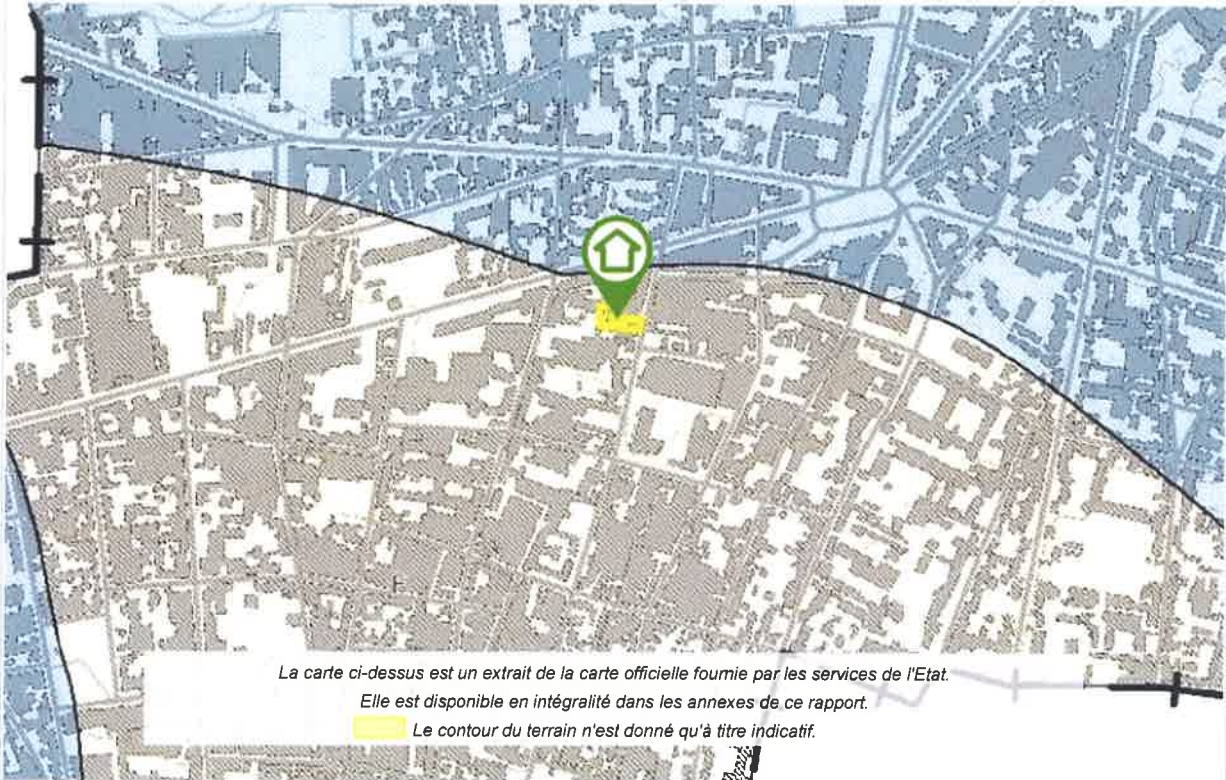 La carte ci-dessus est un extrait de la carte officielle fournie par les services de l'Etat.
Elle est disponible en intégralité dans les annexes de ce rapport.
Le contour du terrain n'est donné qu'à titre indicatif.